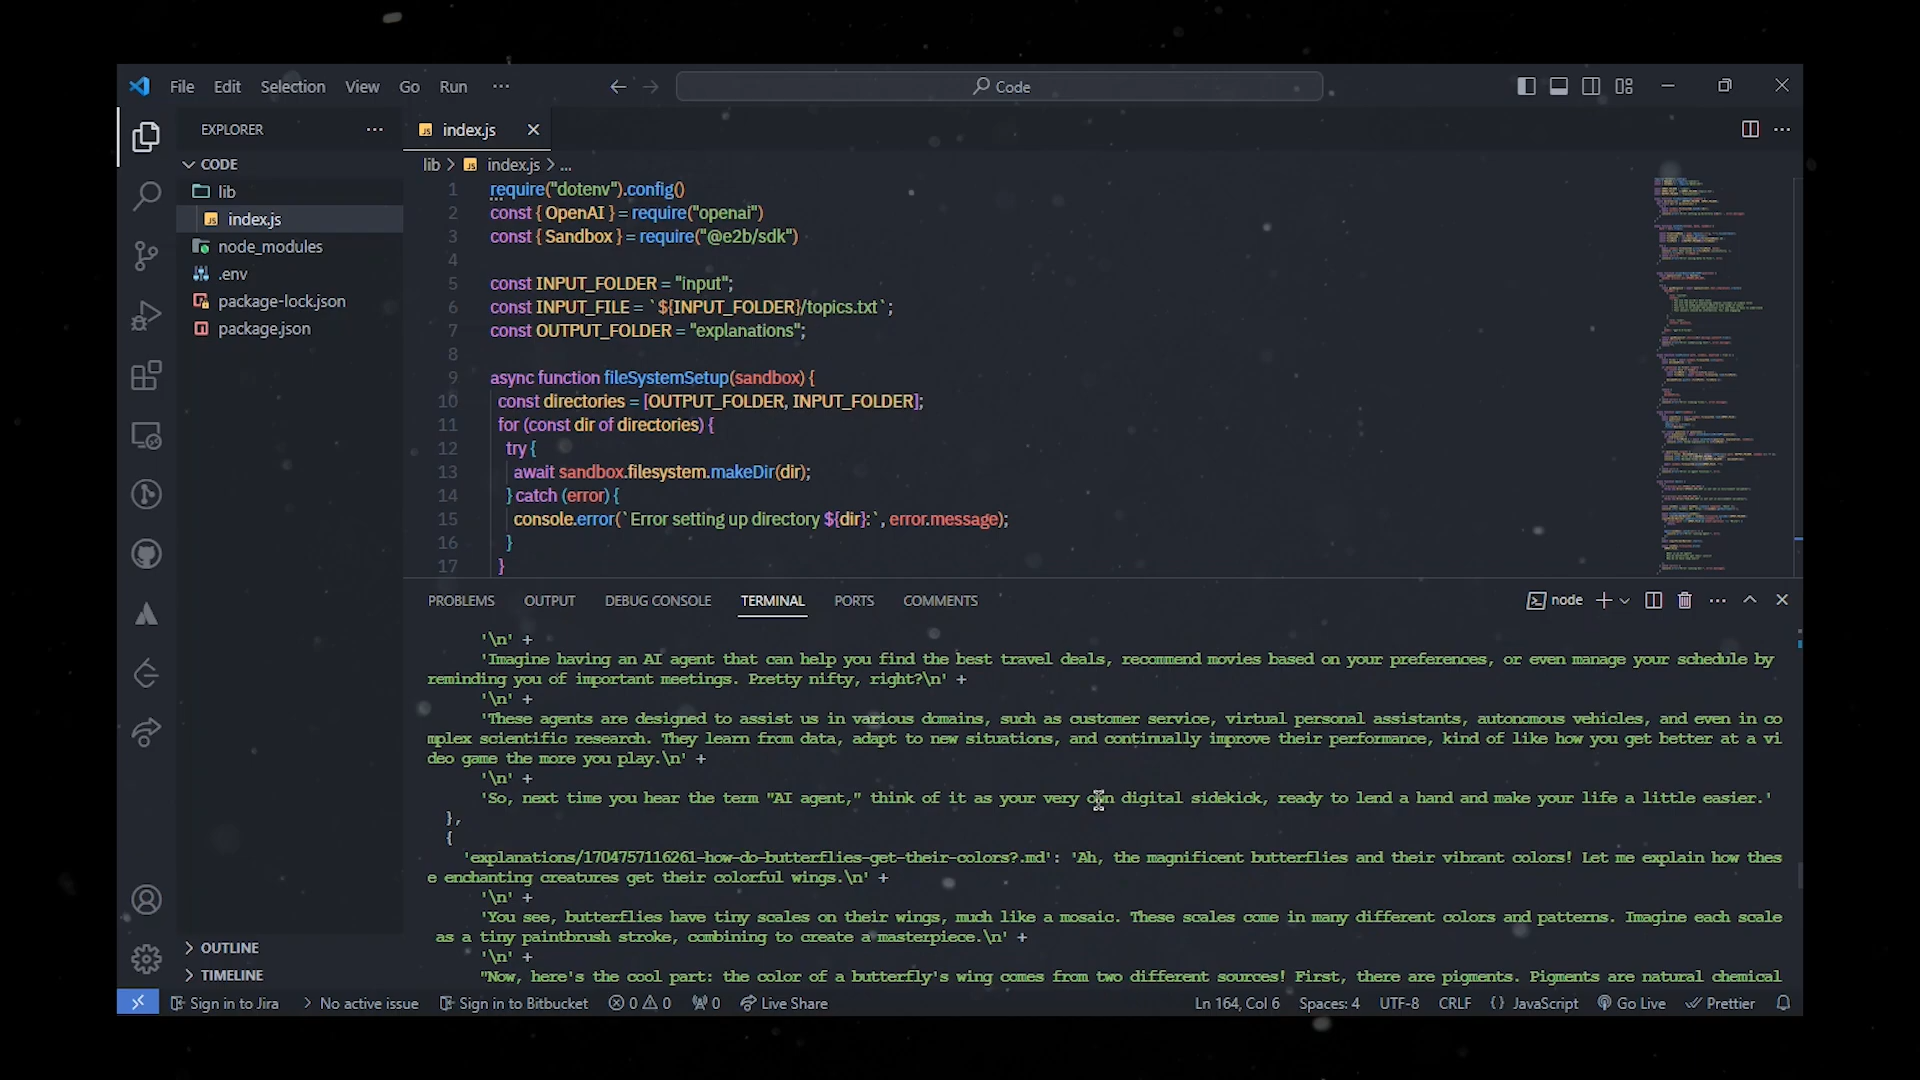 File Edit Selection View Go Run ···
Code
EXPLORER ···
index.js
CODE
lib > index.js > ...
lib
index.js
node_modules
.env
package-lock.json
package.json
1 require("dotenv").config()
2 const { OpenAI } = require("openai")
3 const { Sandbox } = require("@e2b/sdk")
4
5 const INPUT_FOLDER = "input";
6 const INPUT_FILE = `${INPUT_FOLDER}/topics.txt`;
7 const OUTPUT_FOLDER = "explanations";
8
9 async function fileSystemSetup(sandbox) {
10 const directories = [OUTPUT_FOLDER, INPUT_FOLDER];
11 for (const dir of directories) {
12 try {
13 await sandbox.filesystem.makeDir(dir);
14 } catch (error) {
15 console.error(`Error setting up directory ${dir}:`, error.message);
16 }
17 }
PROBLEMS OUTPUT DEBUG CONSOLE TERMINAL PORTS COMMENTS
node
'\n' +
'Imagine having an AI agent that can help you find the best travel deals, recommend movies based on your preferences, or even manage your schedule by
reminding you of important meetings. Pretty nifty, right?\n' +
'\n' +
'These agents are designed to assist us in various domains, such as customer service, virtual personal assistants, autonomous vehicles, and even in co
mplex scientific research. They learn from data, adapt to new situations, and continually improve their performance, kind of like how you get better at a vi
deo game the more you play.\n' +
'\n' +
'So, next time you hear the term "AI agent," think of it as your very own digital sidekick, ready to lend a hand and make your life a little easier.'
},
{
'explanations/1704757116261-how-do-butterflies-get-their-colors?.md': 'Ah, the magnificent butterflies and their vibrant colors! Let me explain how thes
e enchanting creatures get their colorful wings.\n' +
'\n' +
'You see, butterflies have tiny scales on their wings, much like a mosaic. These scales come in many different colors and patterns. Imagine each scale
as a tiny paintbrush stroke, combining to create a masterpiece.\n' +
'\n' +
"Now, here's the cool part: the color of a butterfly's wing comes from two different sources! First, there are pigments. Pigments are natural chemical
OUTLINE
TIMELINE
Sign in to Jira > No active issue Sign in to Bitbucket 0 0 0 Live Share Ln 164, Col 6 Spaces: 4 UTF-8 CRLF {} JavaScript Go Live Prettier